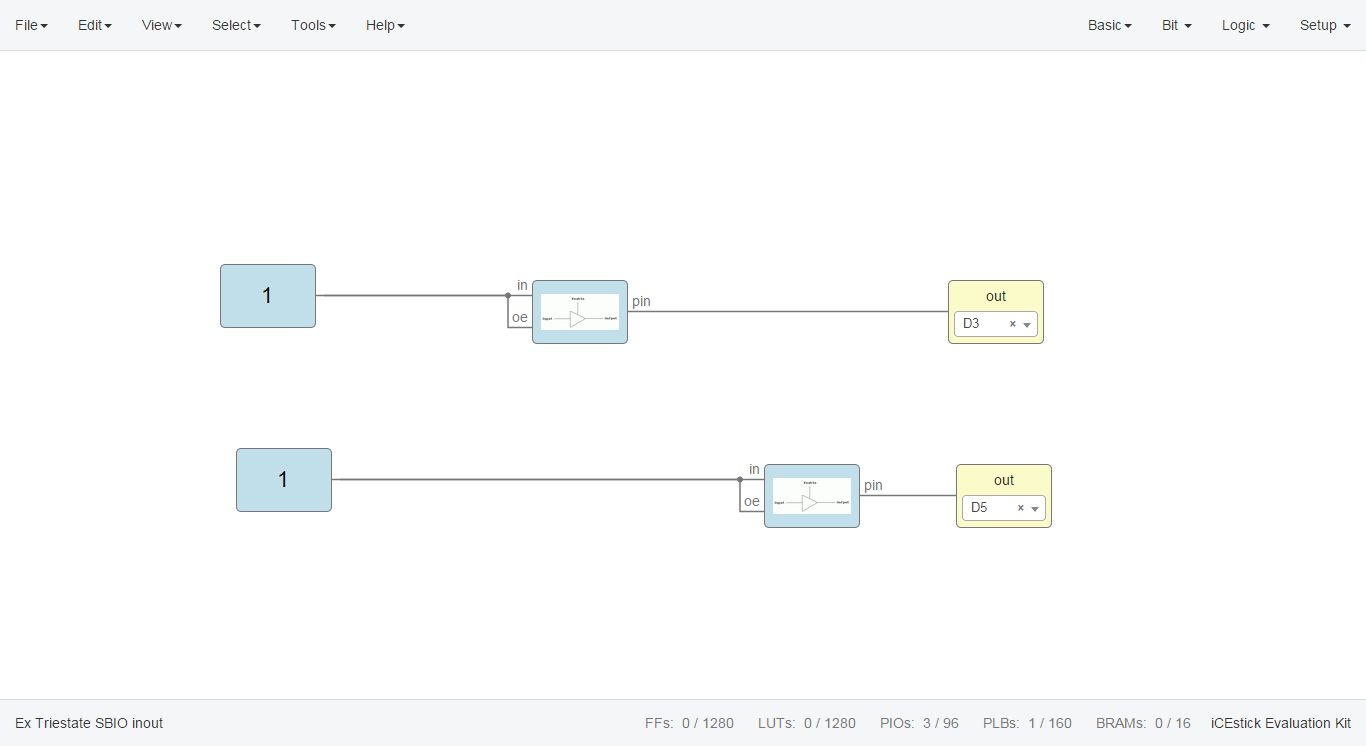 File Edit View Select Tools Help Basic Bit Logic Setup
1
in
oe
pin
out
D3 ×
1
in
oe
pin
out
D5 ×
Ex Triestate SBIO inout FFs: 0 / 1280 LUTs: 0 / 1280 PIOs: 3 / 96 PLBs: 1 / 160 BRAMs: 0 / 16 iCEstick Evaluation Kit